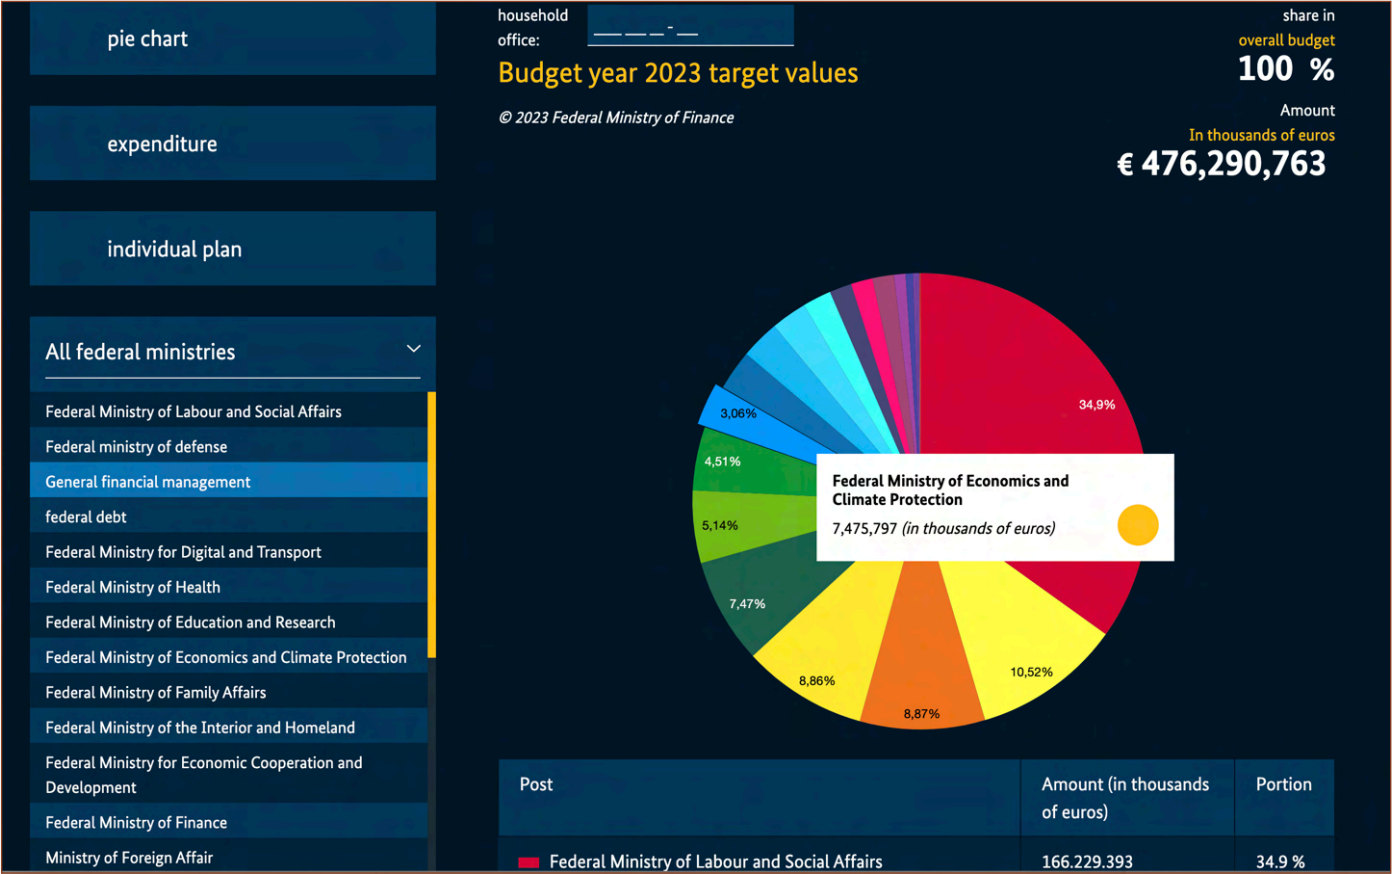 pie chart
expenditure
individual plan
All federal ministries
Federal Ministry of Labour and Social Affairs
Federal ministry of defense
General financial management
federal debt
Federal Ministry for Digital and Transport
Federal Ministry of Health
Federal Ministry of Education and Research
Federal Ministry of Economics and Climate Protection
Federal Ministry of Family Affairs
Federal Ministry of the Interior and Homeland
Federal Ministry for Economic Cooperation and
Development
Federal Ministry of Finance
Ministry of Foreign Affair
household
office:
__ __ __ - __
Budget year 2023 target values
© 2023 Federal Ministry of Finance
share in
overall budget
100 %
Amount
In thousands of euros
€ 476,290,763
34,9%
3,06%
4,51%
5,14%
7,47%
8,86%
8,87%
10,52%
Federal Ministry of Economics and
Climate Protection
7,475,797 (in thousands of euros)
Post
Amount (in thousands
of euros)
Portion
Federal Ministry of Labour and Social Affairs
166.229.393
34.9 %